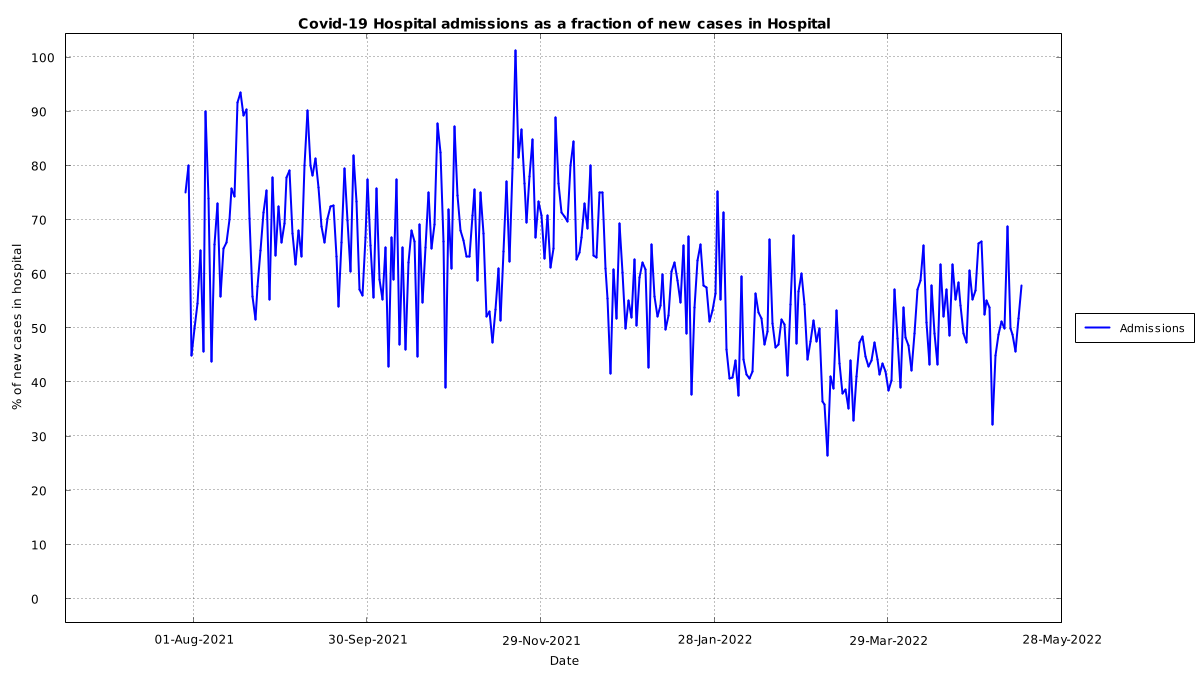 Covid-19 Hospital admissions as a fraction of new cases in Hospital
100
90
80
70
60
50
40
30
20
10
0
% of new cases in hospital
01-Aug-2021 30-Sep-2021 29-Nov-2021 28-Jan-2022 29-Mar-2022 28-May-2022
Date
Admissions